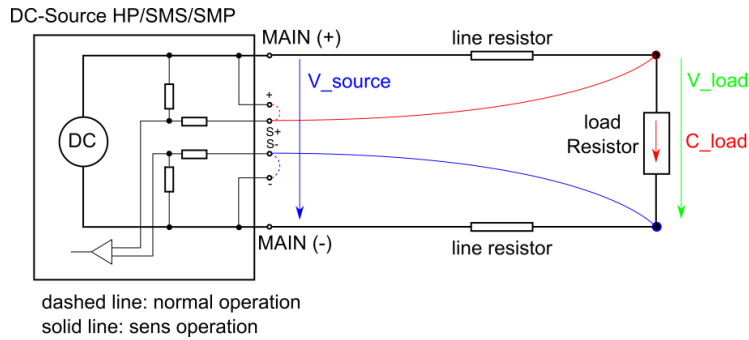 DC-Source HP/SMS/SMP
MAIN (+)
line resistor
V_source
V_load
+
S+
S-
-
DC
load
Resistor
C_load
MAIN (-)
line resistor
dashed line: normal operation
solid line: sens operation